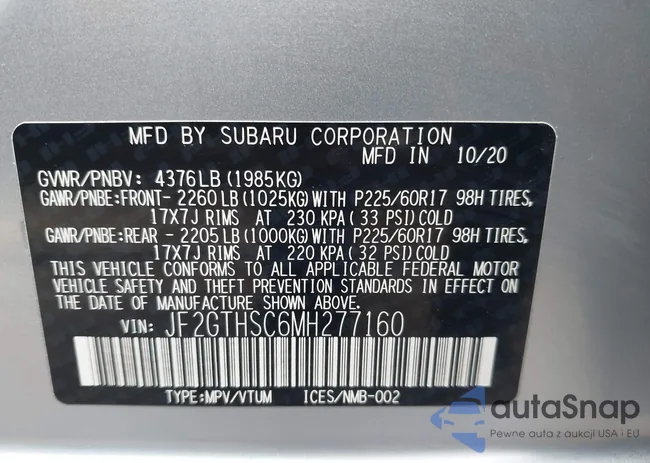 MFD BY SUBARU CORPORATION
MFD IN 10/20
GVWR/PNBV: 4376LB (1985KG)
GAWR/PNBE:FRONT- 2260 LB (1025KG) WITH P225/60R17 98H TIRES,
17X7J RIMS AT 230 KPA (33 PSI) COLD
GAWR/PNBE:REAR - 2205 LB (1000KG) WITH P225/60R17 98H TIRES,
17X7J RIMS AT 220 KPA (32 PSI) COLD
THIS VEHICLE CONFORMS TO ALL APPLICABLE FEDERAL MOTOR
VEHICLE SAFETY AND THEFT PREVENTION STANDARDS IN EFFECT
ON THE DATE OF MANUFACTURE SHOWN ABOVE.
VIN: JF2GTHSC6MH277160
TYPE:MPV/VTUM ICES/NMB-002
autaSnap
Pewne auta z aukcji USA i EU